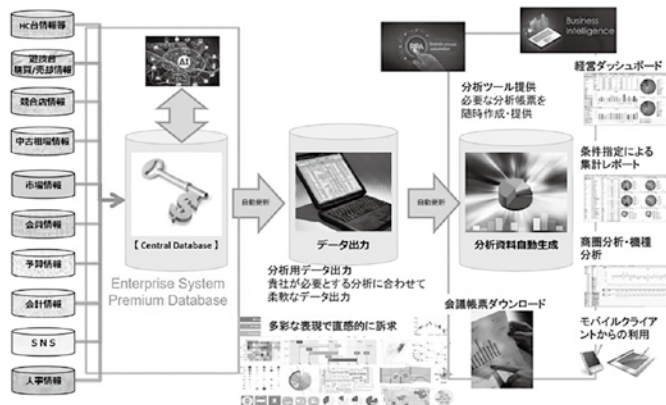 HC台情報等
遊技台
購買/売却情報
競合店情報
中古相場情報
市場情報
会員情報
予算情報
会計情報
SNS
人事情報
AI
【 Central Database 】
Enterprise System
Premium Database
自動更新
データ出力
分析用データ出力
貴社が必要とする分析に合わせて
柔軟なデータ出力
多彩な表現で直感的に訴求
自動更新
RPA
Business
Intelligence
分析ツール提供
必要な分析帳票を
随時作成・提供
分析資料自動生成
会議帳票ダウンロード
経営ダッシュボード
条件指定による
集計レポート
商圏分析・機種
分析
モバイルクライア
ントからの利用